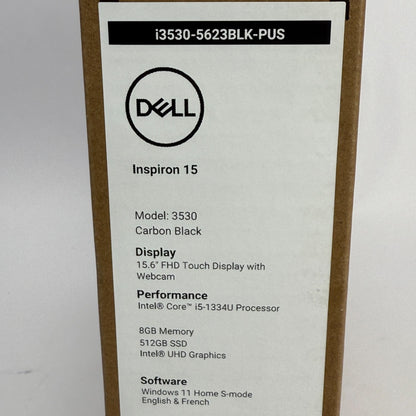 i3530-5623BLK-PUS
DELL
Inspiron 15
Model: 3530
Carbon Black
Display
15.6" FHD Touch Display with
Webcam
Performance
Intel® Core™ i5-1334U Processor
8GB Memory
512GB SSD
Intel® UHD Graphics
Software
Windows 11 Home S-mode
English & French